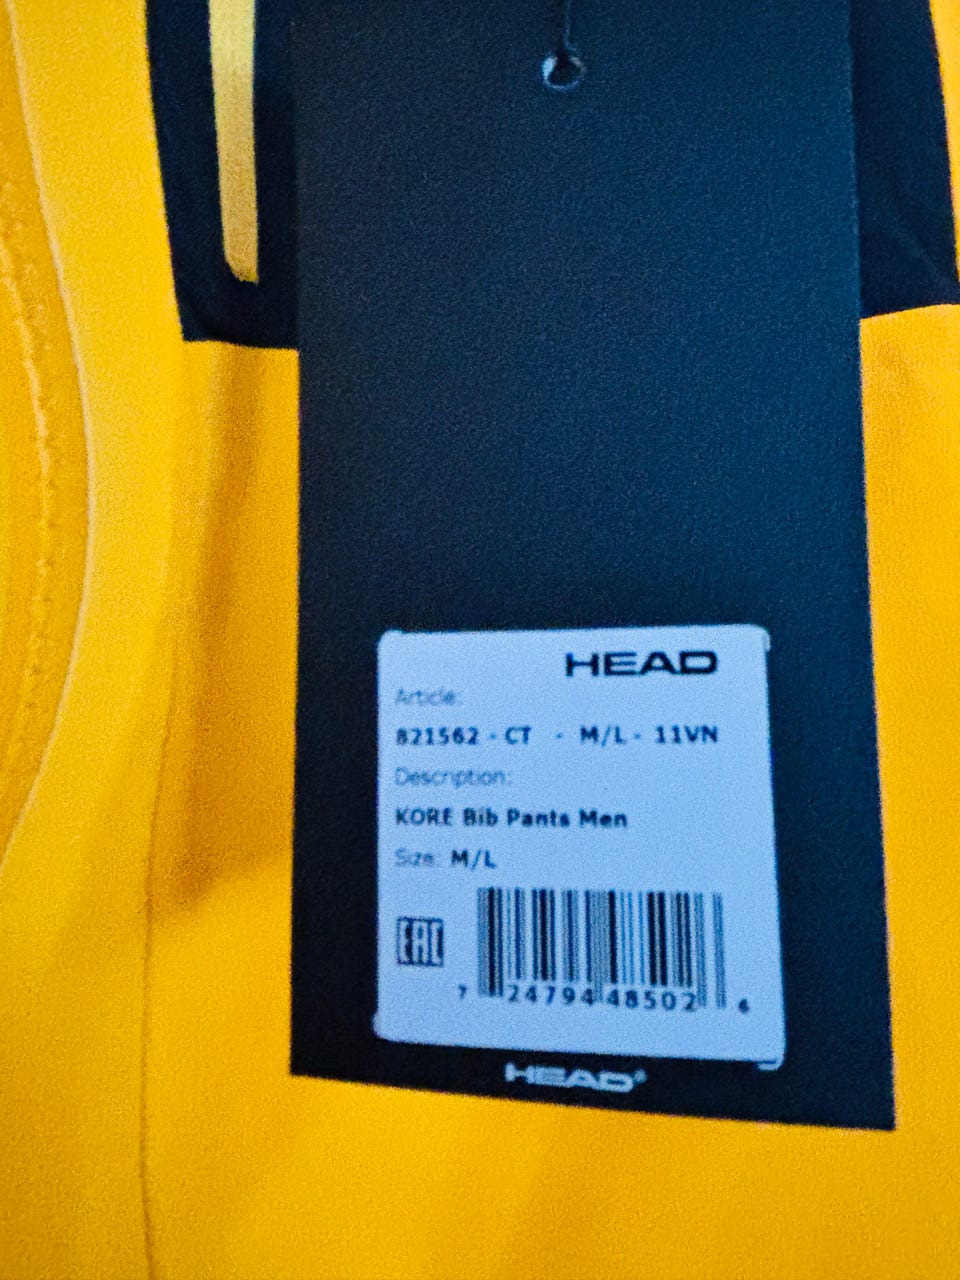 HEAD
Article:
821562 - CT - M/L - 11VN
Description:
KORE Bib Pants Men
Size: M/L
EAC
7 24794 48502 6
HEAD®